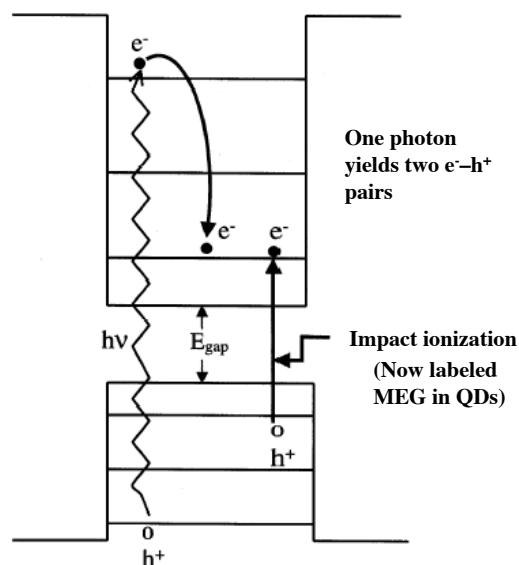 e⁻
One photon
yields two e⁻–h⁺
pairs
e⁻ e⁻
hν
E_gap
Impact ionization
(Now labeled
MEG in QDs)
o
h⁺
o
h⁺